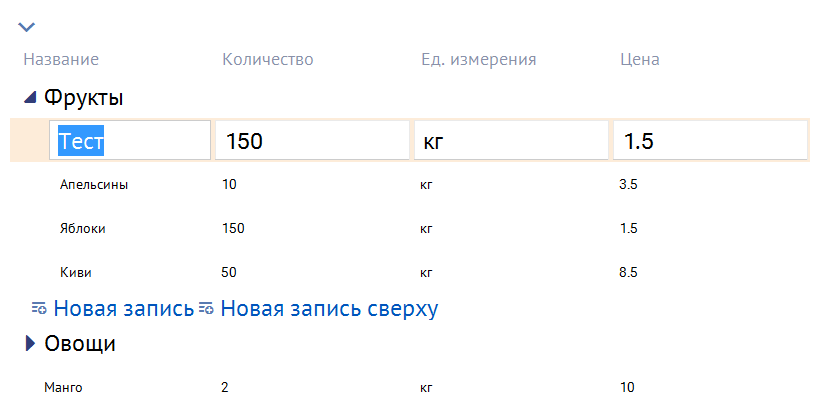 Название Количество Ед. измерения Цена
Фрукты
Тест 150 кг 1.5
Апельсины 10 кг 3.5
Яблоки 150 кг 1.5
Киви 50 кг 8.5
Новая запись Новая запись сверху
Овощи
Манго 2 кг 10